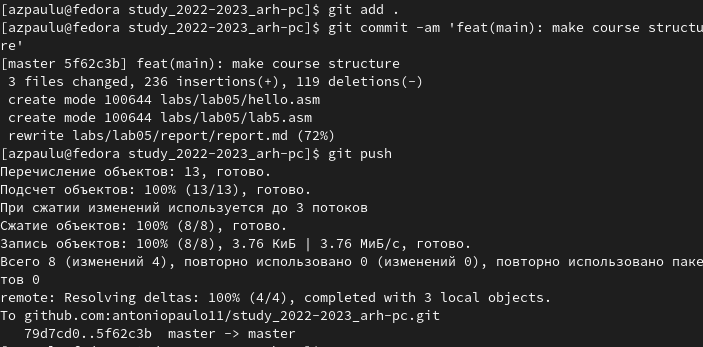 [azpaulu@fedora study_2022-2023_arh-pc]$ git add .
[azpaulu@fedora study_2022-2023_arh-pc]$ git commit -am 'feat(main): make course structu
re'
[master 5f62c3b] feat(main): make course structure
 3 files changed, 236 insertions(+), 119 deletions(-)
 create mode 100644 labs/lab05/hello.asm
 create mode 100644 labs/lab05/lab5.asm
 rewrite labs/lab05/report/report.md (72%)
[azpaulu@fedora study_2022-2023_arh-pc]$ git push
Перечисление объектов: 13, готово.
Подсчет объектов: 100% (13/13), готово.
При сжатии изменений используется до 3 потоков
Сжатие объектов: 100% (8/8), готово.
Запись объектов: 100% (8/8), 3.76 КиБ | 3.76 МиБ/с, готово.
Всего 8 (изменений 4), повторно использовано 0 (изменений 0), повторно использовано паке
тов 0
remote: Resolving deltas: 100% (4/4), completed with 3 local objects.
To github.com:antoniopaulo11/study_2022-2023_arh-pc.git
   79d7cd0..5f62c3b  master -> master